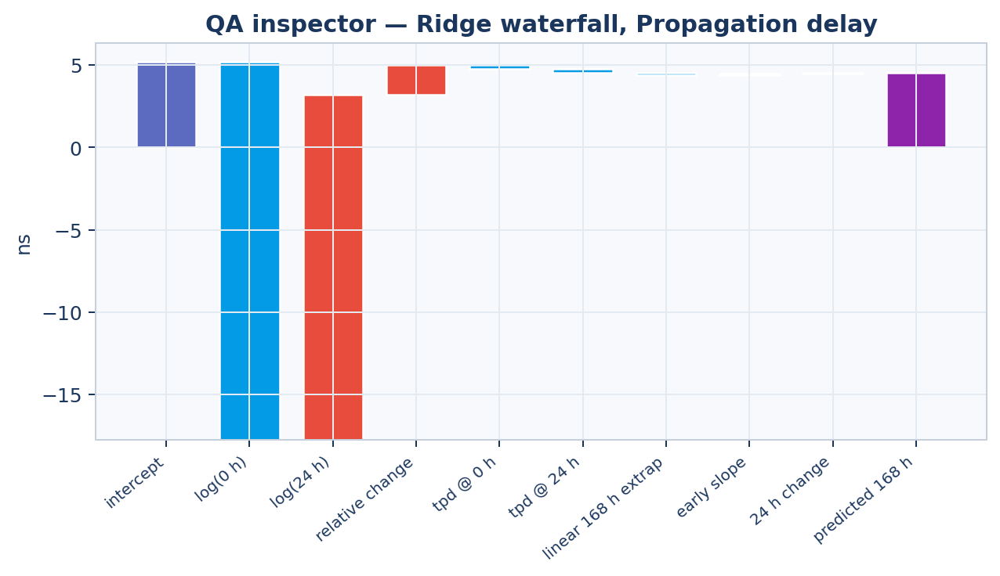 QA inspector — Ridge waterfall, Propagation delay
ns
5
0
−5
−10
−15
intercept
log(0 h)
log(24 h)
relative change
tpd @ 0 h
tpd @ 24 h
linear 168 h extrap
early slope
24 h change
predicted 168 h